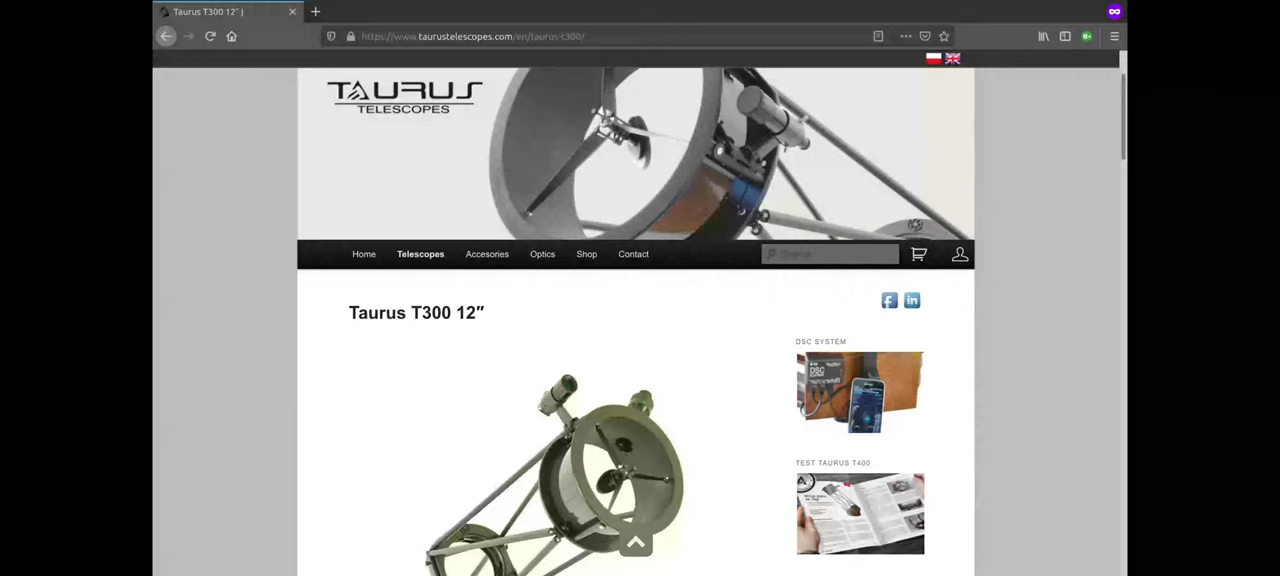 Taurus T300 12" |
https://www.taurustelescopes.com/en/taurus-t300/
TAURUS
TELESCOPES
Home Telescopes Accesories Optics Shop Contact
Taurus T300 12″
DSC SYSTEM
DSC
TEST TAURUS T400